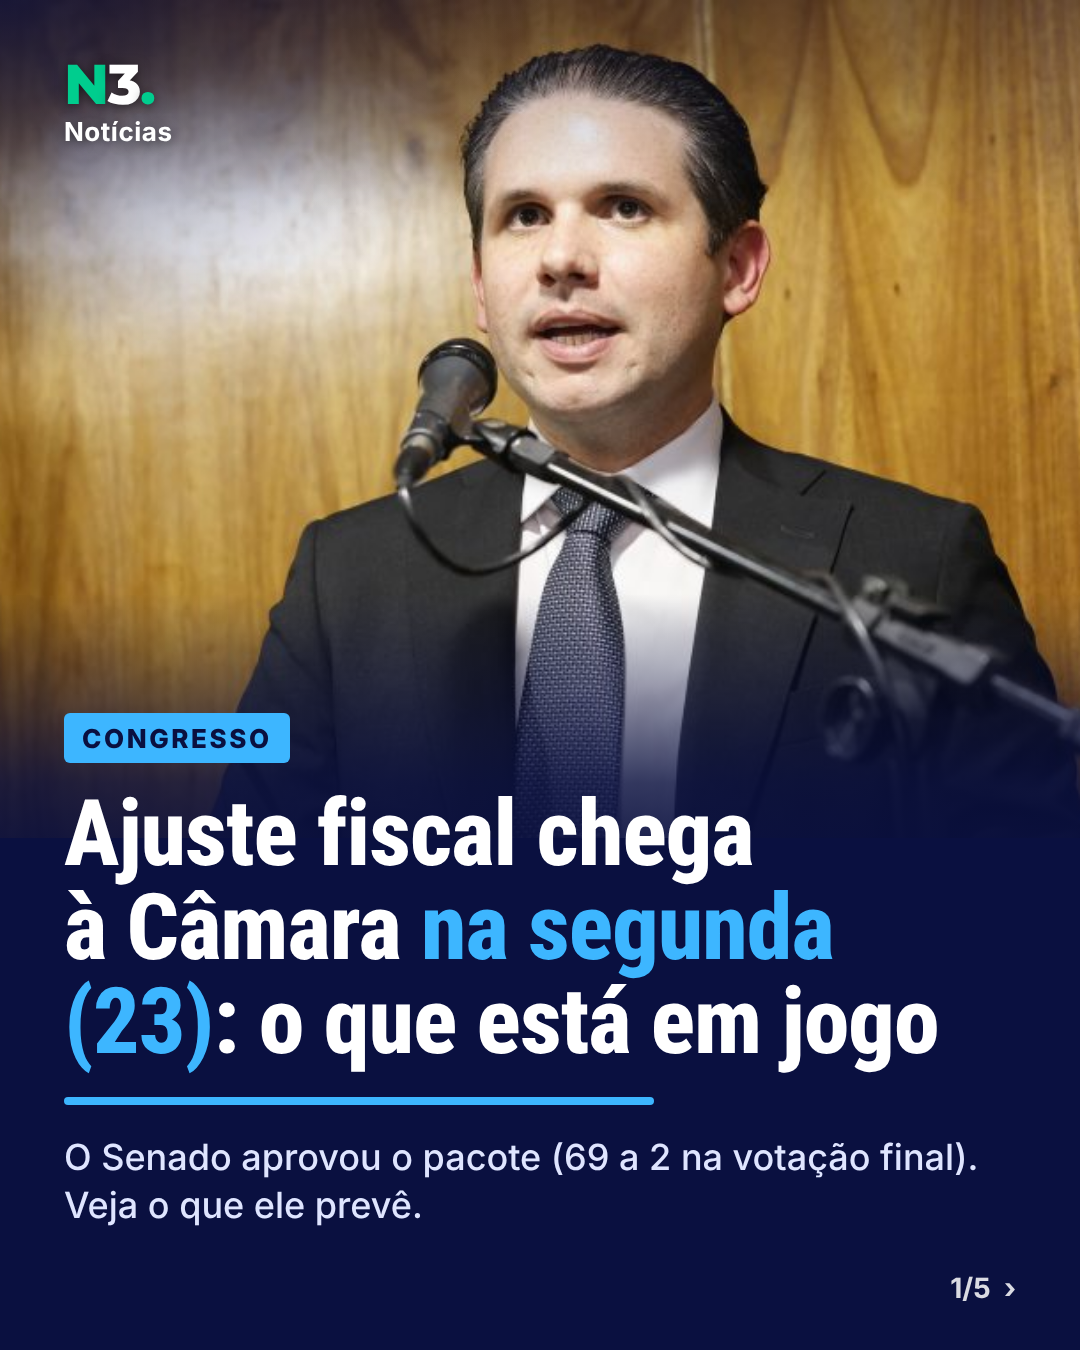 N3.
Notícias
CONGRESSO
Ajuste fiscal chega
à Câmara na segunda
(23): o que está em jogo
O Senado aprovou o pacote (69 a 2 na votação final).
Veja o que ele prevê.
1/5 ›